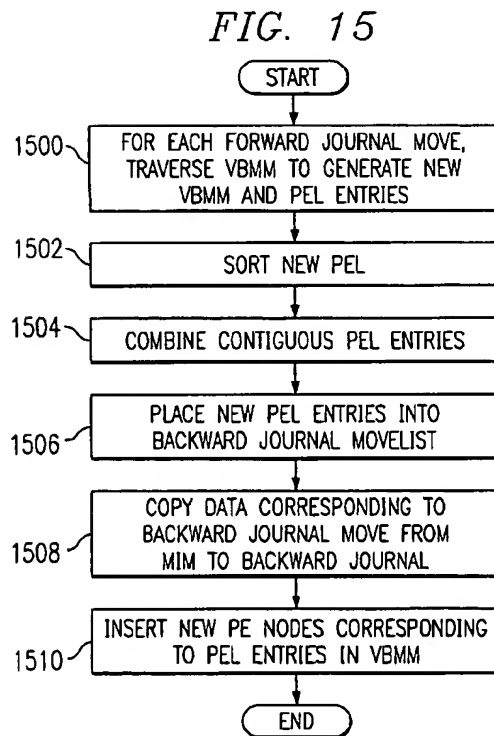 FIG. 15
START
1500
FOR EACH FORWARD JOURNAL MOVE,
TRAVERSE VBMM TO GENERATE NEW
VBMM AND PEL ENTRIES
1502
SORT NEW PEL
1504
COMBINE CONTIGUOUS PEL ENTRIES
1506
PLACE NEW PEL ENTRIES INTO
BACKWARD JOURNAL MOVELIST
1508
COPY DATA CORRESPONDING TO
BACKWARD JOURNAL MOVE FROM
MIM TO BACKWARD JOURNAL
1510
INSERT NEW PE NODES CORRESPONDING
TO PEL ENTRIES IN VBMM
END